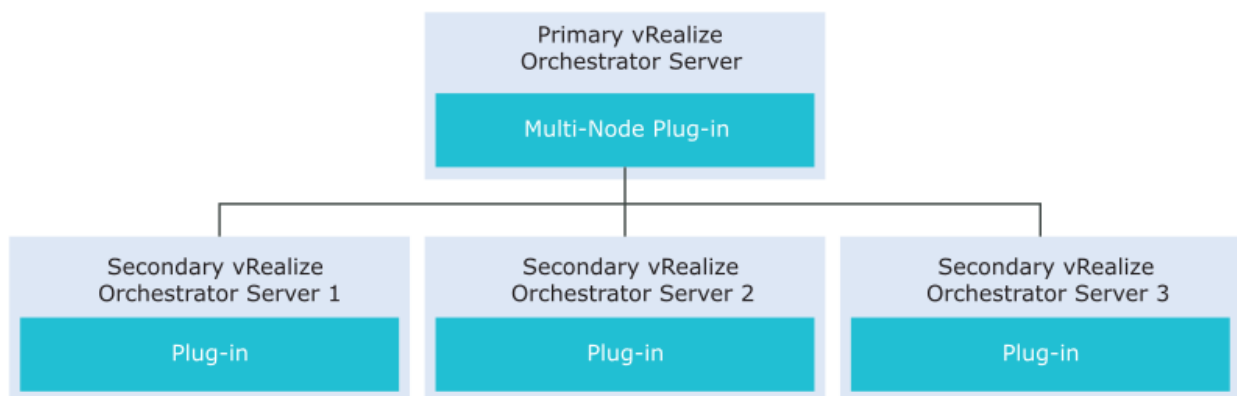 Primary vRealize
Orchestrator Server
Multi-Node Plug-in
Secondary vRealize
Orchestrator Server 1
Plug-in
Secondary vRealize
Orchestrator Server 2
Plug-in
Secondary vRealize
Orchestrator Server 3
Plug-in